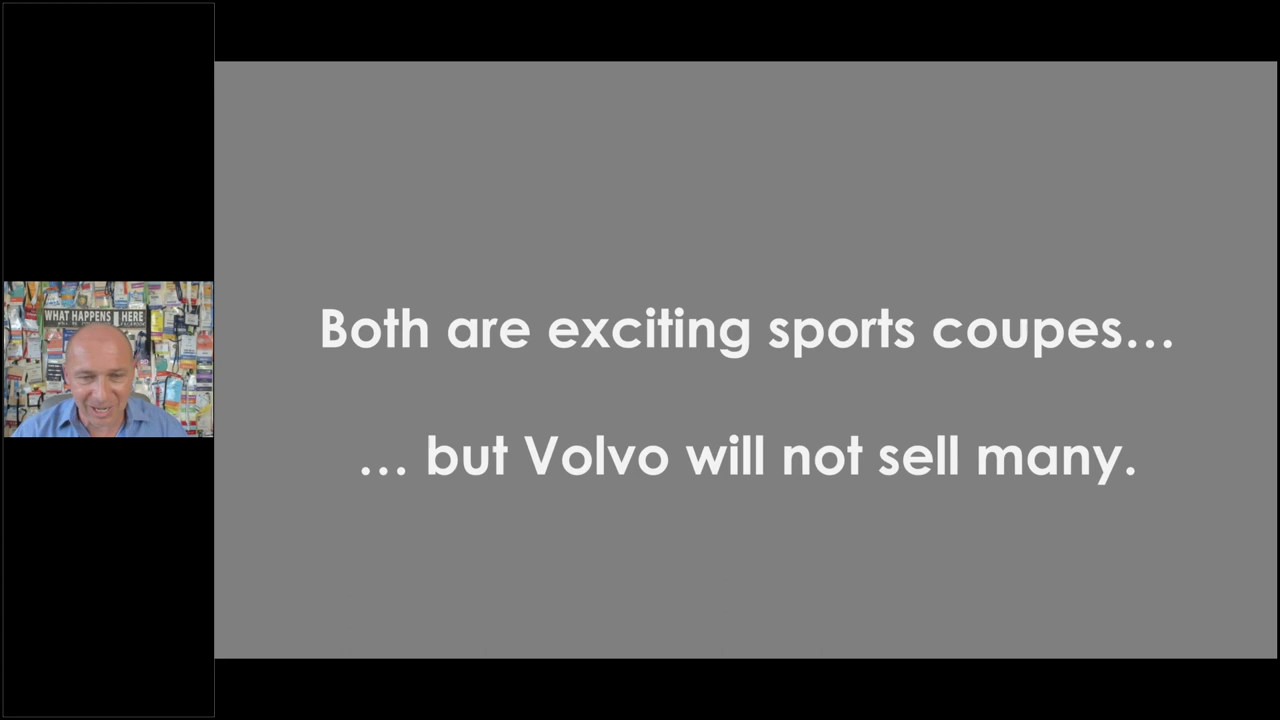 WHAT HAPPENS HERE
Both are exciting sports coupes…
… but Volvo will not sell many.